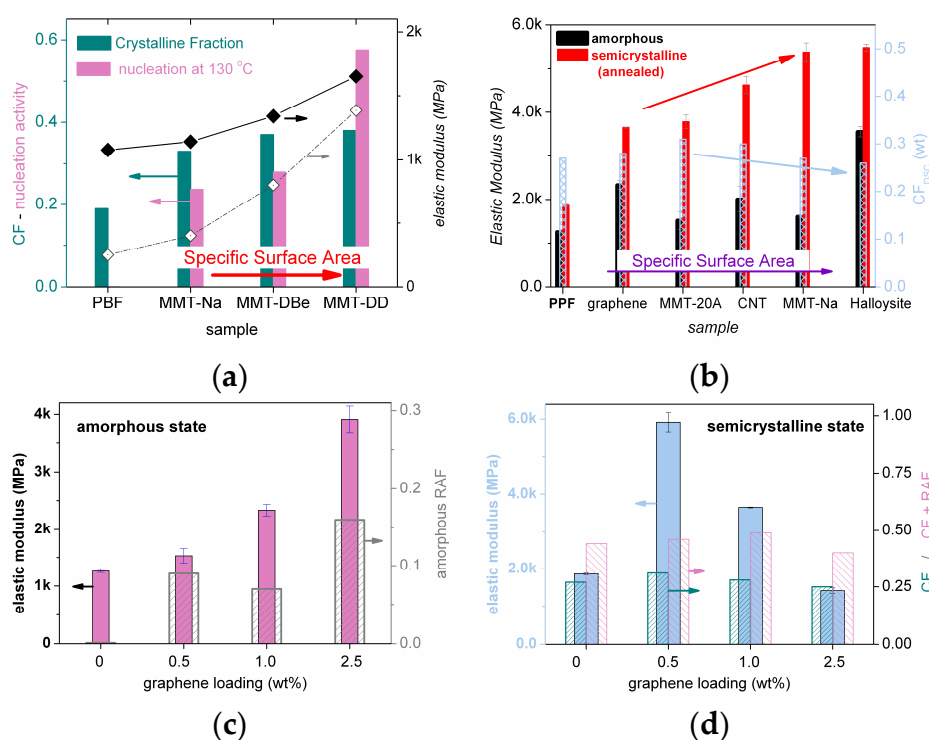 (a)
0.6
0.4
0.2
0.0
CF - nucleation activity
Crystalline Fraction
nucleation at 130 °C
Specific Surface Area
2k
1k
0
elastic modulus (MPa)
PBF MMT-Na MMT-DBe MMT-DD
sample
(a)
(b)
6.0k
4.0k
2.0k
0.0
Elastic Modulus (MPa)
amorphous
semicrystalline
(annealed)
Specific Surface Area
0.5
0.4
0.3
0.2
0.1
0.0
CF DSC (wt)
PPF graphene MMT-20A CNT MMT-Na Halloysite
sample
(b)
4k
3k
2k
1k
0
elastic modulus (MPa)
amorphous state
0.3
0.2
0.1
0.0
amorphous RAF
0 0.5 1.0 2.5
graphene loading (wt%)
(c)
6.0k
4.0k
2.0k
0.0
elastic modulus (MPa)
semicrystalline state
1.00
0.75
0.50
0.25
0.00
CF / CF + RAF
0 0.5 1.0 2.5
graphene loading (wt%)
(d)